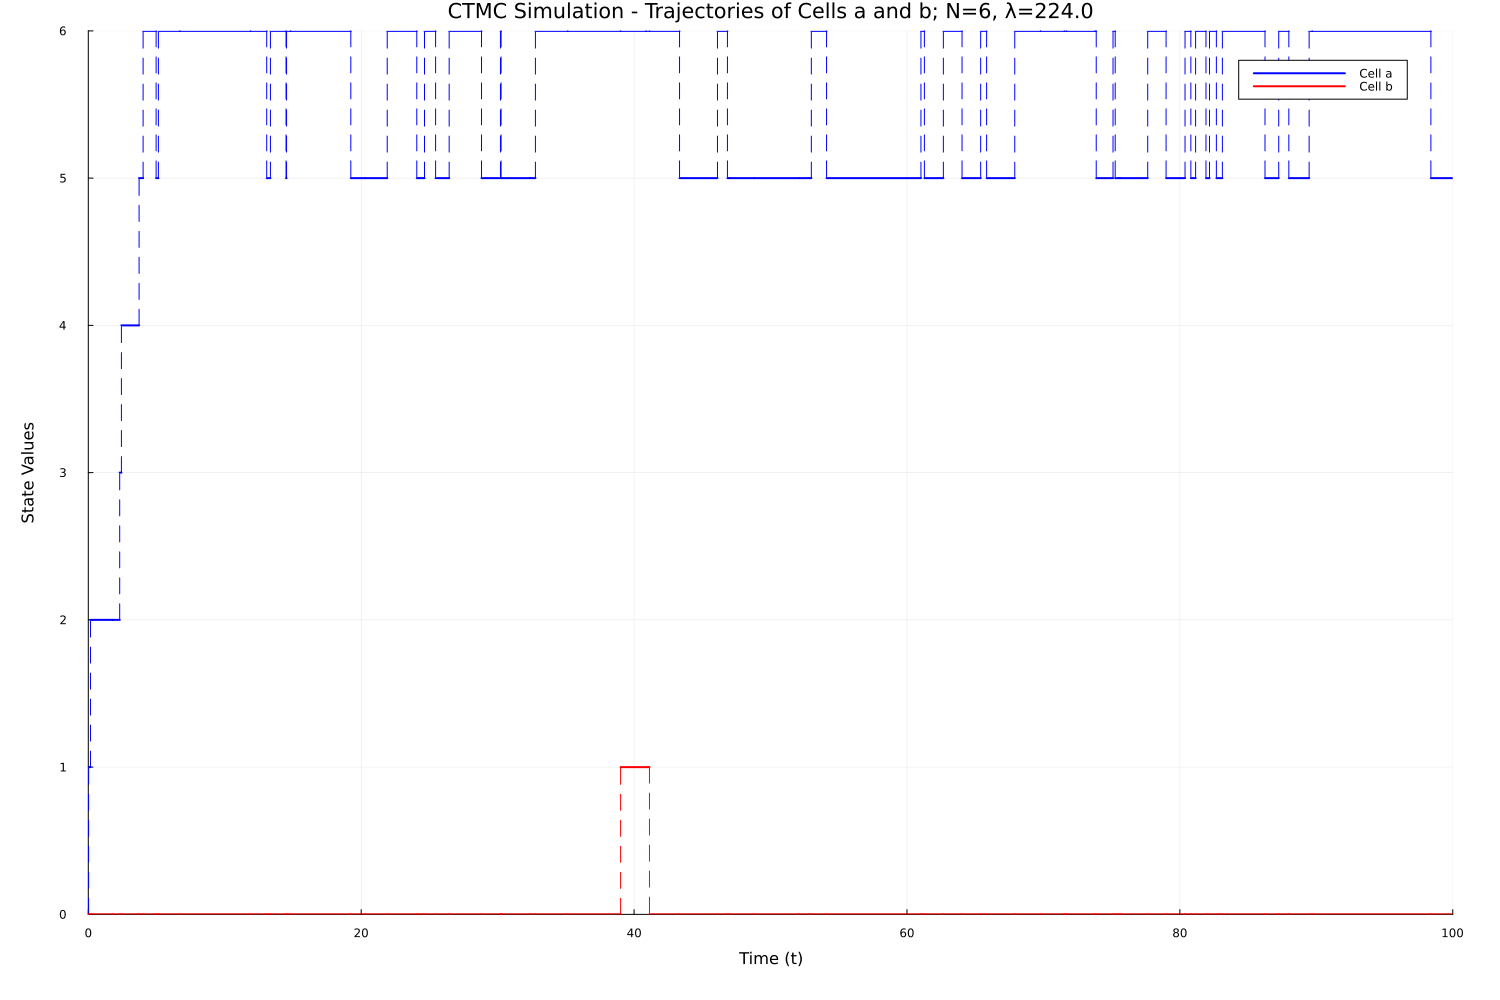 CTMC Simulation - Trajectories of Cells a and b; N=6, λ=224.0
6
Cell a
Cell b
5
4
State Values
3
2
1
0
0 20 40 60 80 100
Time (t)